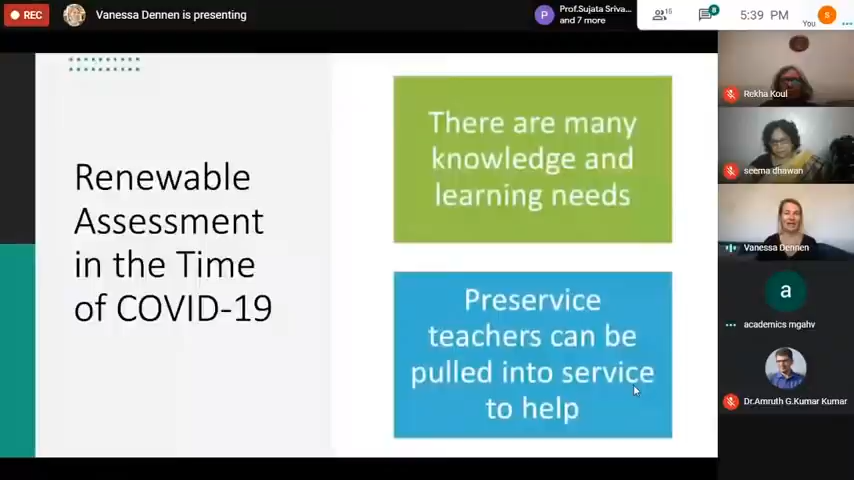 REC
Vanessa Dennen is presenting
P
Prof.Sujata Sriva...
and 7 more
15
8
5:39 PM
You
S
Renewable
Assessment
in the Time
of COVID-19
There are many
knowledge and
learning needs
Preservice
teachers can be
pulled into service
to help
Rekha Koul
seema dhawan
Vanessa Dennen
a
academics mgahv
Dr.Amruth G.Kumar Kumar